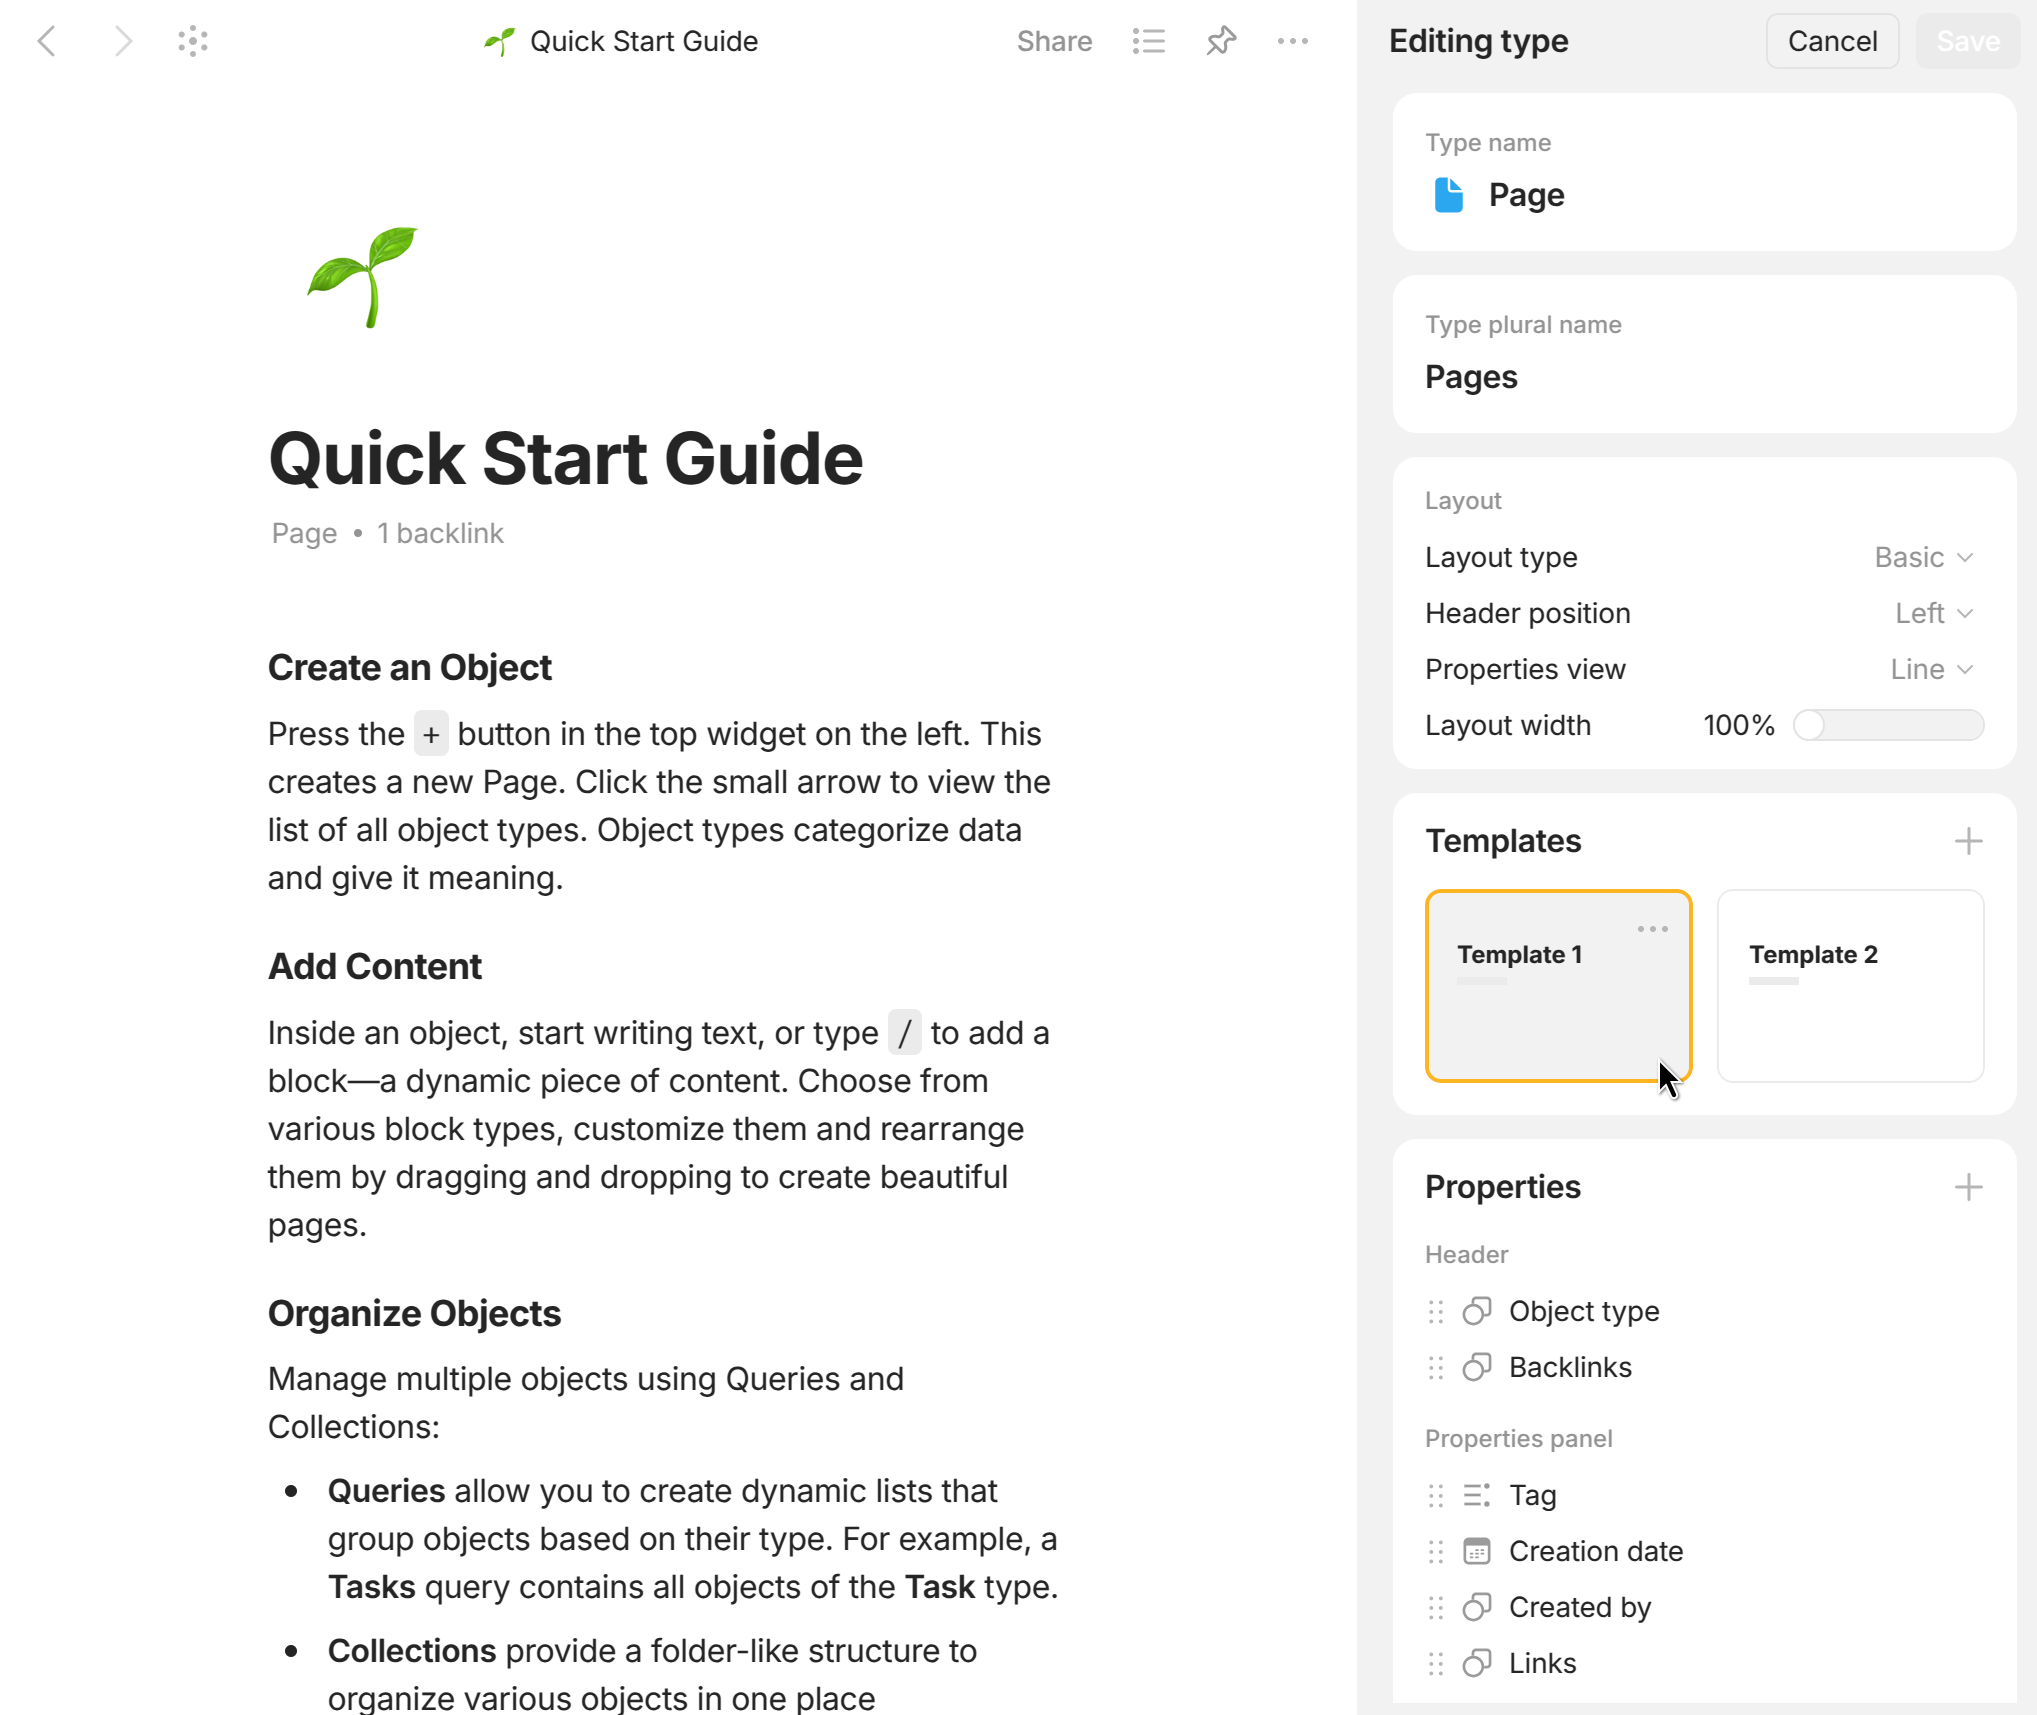 Quick Start Guide
Share
Quick Start Guide
Page • 1 backlink
Create an Object
Press the + button in the top widget on the left. This
creates a new Page. Click the small arrow to view the
list of all object types. Object types categorize data
and give it meaning.
Add Content
Inside an object, start writing text, or type / to add a
block—a dynamic piece of content. Choose from
various block types, customize them and rearrange
them by dragging and dropping to create beautiful
pages.
Organize Objects
Manage multiple objects using Queries and
Collections:
• Queries allow you to create dynamic lists that
group objects based on their type. For example, a
Tasks query contains all objects of the Task type.
• Collections provide a folder-like structure to
organize various objects in one place
Editing type
Cancel
Save
Type name
Page
Type plural name
Pages
Layout
Layout type Basic
Header position Left
Properties view Line
Layout width 100%
Templates
Template 1
Template 2
Properties
Header
Object type
Backlinks
Properties panel
Tag
Creation date
Created by
Links